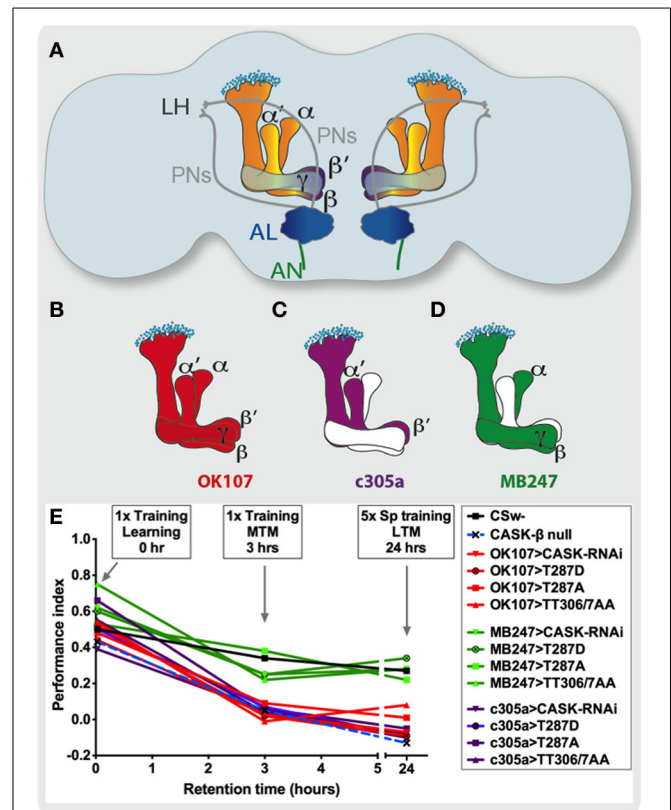 A
LH
α′
α
PNs
β′
PNs
γ
β
AL
AN
B
C
D
α′
α
β′
γ
β
α′
β′
α
γ
β
OK107
c305a
MB247
E
1x Training
Learning
0 hr
1x Training
MTM
3 hrs
5x Sp training
LTM
24 hrs
Performance index
1.0
0.8
0.6
0.4
0.2
0.0
-0.2
0
1
2
3
4
5
24
Retention time (hours)
CSw-
CASK-β null
OK107>CASK-RNAi
OK107>T287D
OK107>T287A
OK107>TT306/7AA
MB247>CASK-RNAi
MB247>T287D
MB247>T287A
MB247>TT306/7AA
c305a>CASK-RNAi
c305a>T287D
c305a>T287A
c305a>TT306/7AA